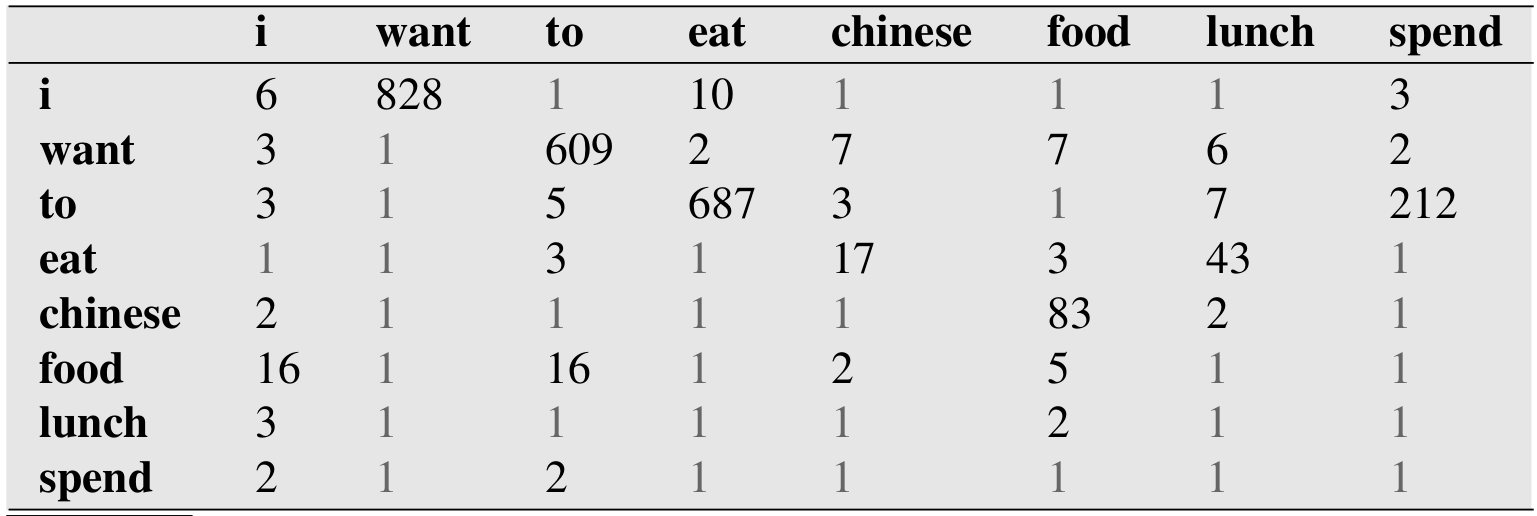 i want to eat chinese food lunch spend
i 6 828 1 10 1 1 1 3
want 3 1 609 2 7 7 6 2
to 3 1 5 687 3 1 7 212
eat 1 1 3 1 17 3 43 1
chinese 2 1 1 1 1 83 2 1
food 16 1 16 1 2 5 1 1
lunch 3 1 1 1 1 2 1 1
spend 2 1 2 1 1 1 1 1